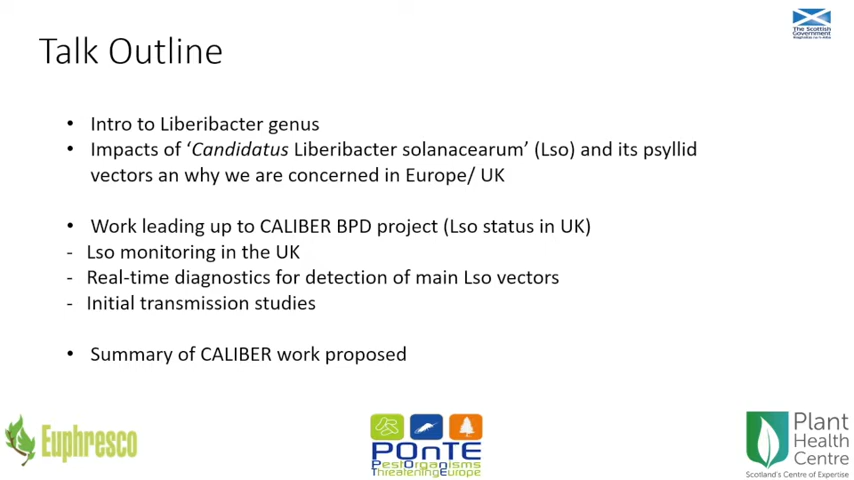 The Scottish
Government
Talk Outline
• Intro to Liberibacter genus
• Impacts of ‘Candidatus Liberibacter solanacearum’ (Lso) and its psyllid
vectors an why we are concerned in Europe/ UK
• Work leading up to CALIBER BPD project (Lso status in UK)
- Lso monitoring in the UK
- Real-time diagnostics for detection of main Lso vectors
- Initial transmission studies
• Summary of CALIBER work proposed
Euphresco
POnTE
PestOrganisms
ThreateningEurope
Plant
Health
Centre
Scotland's Centre of Expertise